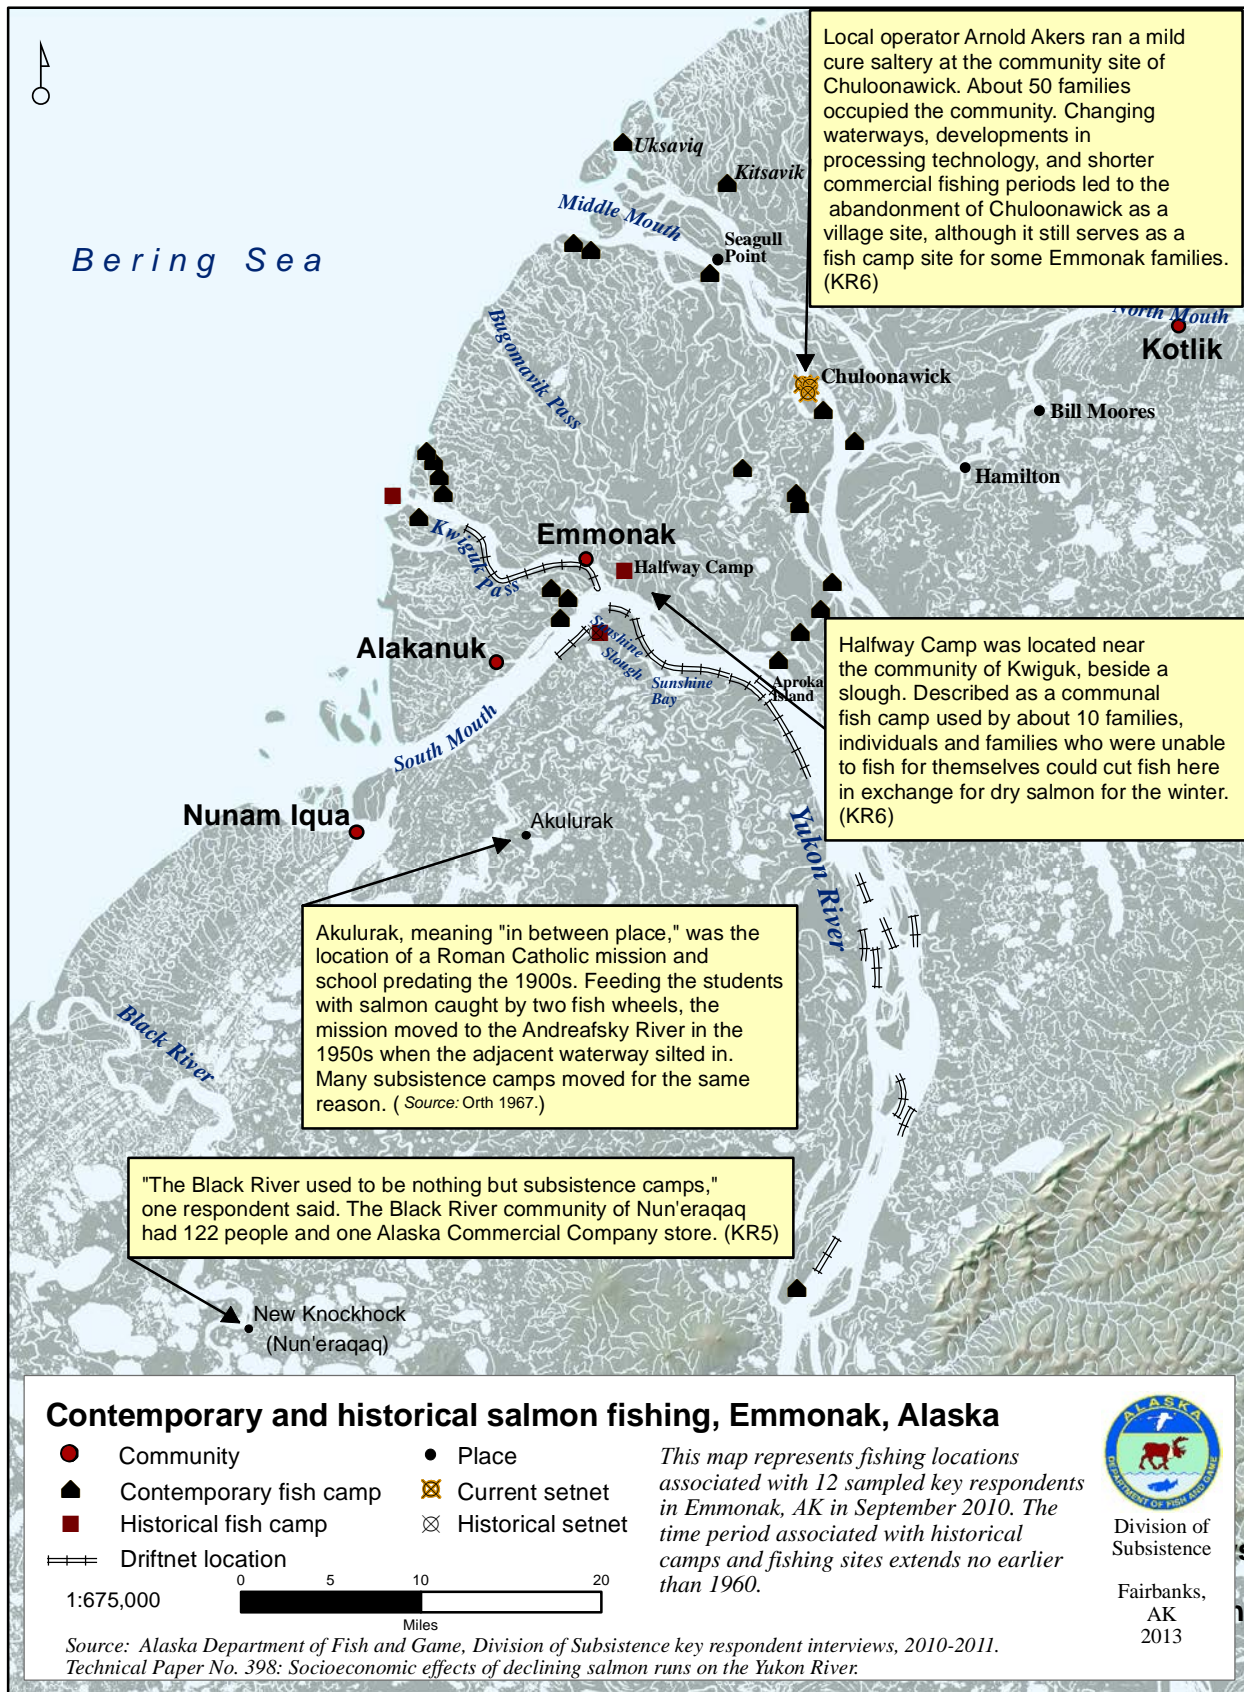 Local operator Arnold Akers ran a mild
cure saltery at the community site of
Chuloonawick. About 50 families
occupied the community. Changing
waterways, developments in
processing technology, and shorter
commercial fishing periods led to the
abandonment of Chuloonawick as a
village site, although it still serves as a
fish camp site for some Emmonak families.
(KR6)
Uksaviq
Kitsavik
Middle Mouth
Seagull
Point
Bering Sea
North Mouth
Kotlik
Bugomavik Pass
Chuloonawick
Bill Moores
Hamilton
Kwiguk Pass
Emmonak
Halfway Camp
Alakanuk
Sunshine
Slough
Sunshine
Bay
Aproka
Island
South Mouth
Halfway Camp was located near
the community of Kwiguk, beside a
slough. Described as a communal
fish camp used by about 10 families,
individuals and families who were unable
to fish for themselves could cut fish here
in exchange for dry salmon for the winter.
(KR6)
Nunam Iqua
Akulurak
Yukon River
Akulurak, meaning "in between place," was the
location of a Roman Catholic mission and
school predating the 1900s. Feeding the students
with salmon caught by two fish wheels, the
mission moved to the Andreafsky River in the
1950s when the adjacent waterway silted in.
Many subsistence camps moved for the same
reason. ( Source: Orth 1967.)
Black River
"The Black River used to be nothing but subsistence camps,"
one respondent said. The Black River community of Nun'eraqaq
had 122 people and one Alaska Commercial Company store. (KR5)
New Knockhock
(Nun'eraqaq)
Contemporary and historical salmon fishing, Emmonak, Alaska
Community
Contemporary fish camp
Historical fish camp
Driftnet location
Place
Current setnet
Historical setnet
This map represents fishing locations
associated with 12 sampled key respondents
in Emmonak, AK in September 2010. The
time period associated with historical
camps and fishing sites extends no earlier
than 1960.
1:675,000
0 5 10 20
Miles
Source: Alaska Department of Fish and Game, Division of Subsistence key respondent interviews, 2010-2011.
Technical Paper No. 398: Socioeconomic effects of declining salmon runs on the Yukon River.
ALASKA
DEPARTMENT OF FISH AND GAME
Division of
Subsistence
Fairbanks,
AK
2013